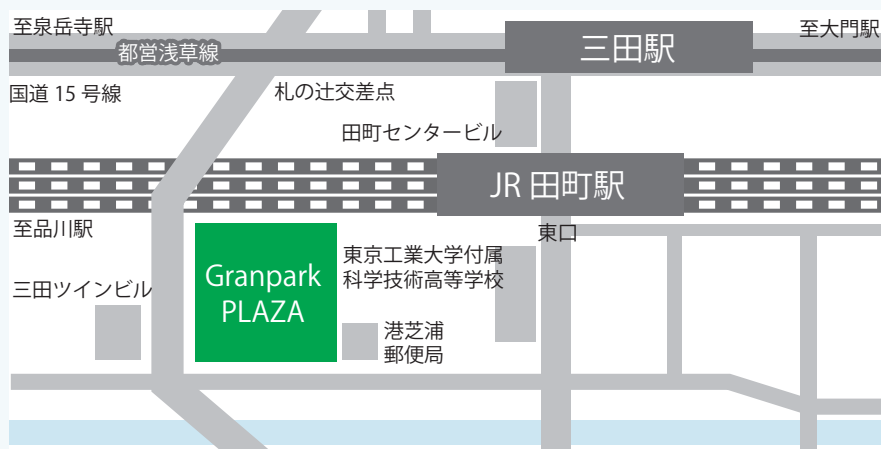 至泉岳寺駅
都営浅草線
三田駅
至大門駅
国道 15 号線
札の辻交差点
田町センタービル
JR 田町駅
至品川駅
東口
Granpark
PLAZA
東京工業大学付属
科学技術高等学校
三田ツインビル
港芝浦
郵便局